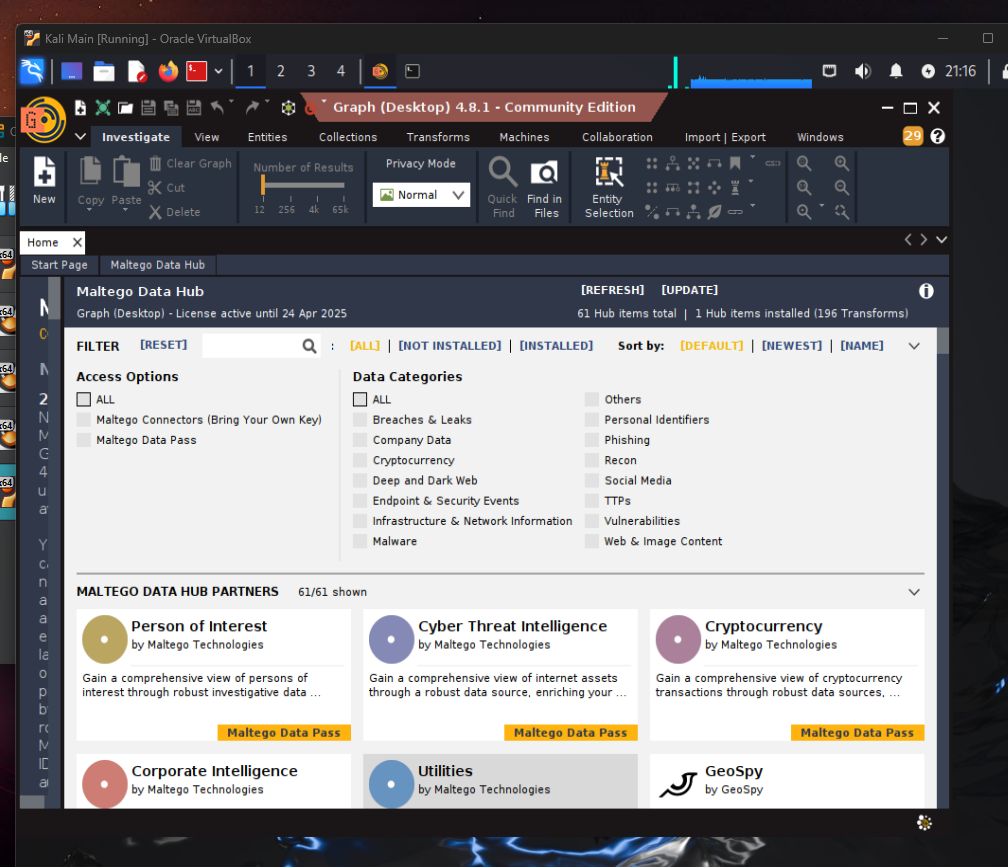 Kali Main [Running] - Oracle VirtualBox
1 2 3 4
21:16
Graph (Desktop) 4.8.1 - Community Edition
Investigate View Entities Collections Transforms Machines Collaboration Import | Export Windows 29
New
Copy
Paste
Clear Graph
Cut
Delete
Number of Results
12 256 4k 65k
Privacy Mode
Normal
Quick
Find
Find in
Files
Entity
Selection
Home
Start Page Maltego Data Hub
Maltego Data Hub
[REFRESH] [UPDATE]
Graph (Desktop) - License active until 24 Apr 2025
61 Hub items total | 1 Hub items installed (196 Transforms)
FILTER [RESET] : [ALL] | [NOT INSTALLED] | [INSTALLED] Sort by: [DEFAULT] | [NEWEST] | [NAME]
Access Options
ALL
Maltego Connectors (Bring Your Own Key)
Maltego Data Pass
Data Categories
ALL
Breaches & Leaks
Company Data
Cryptocurrency
Deep and Dark Web
Endpoint & Security Events
Infrastructure & Network Information
Malware
Others
Personal Identifiers
Phishing
Recon
Social Media
TTPs
Vulnerabilities
Web & Image Content
MALTEGO DATA HUB PARTNERS 61/61 shown
Person of Interest
by Maltego Technologies
Gain a comprehensive view of persons of
interest through robust investigative data ...
Maltego Data Pass
Cyber Threat Intelligence
by Maltego Technologies
Gain a comprehensive view of internet assets
through a robust data source, enriching your ...
Maltego Data Pass
Cryptocurrency
by Maltego Technologies
Gain a comprehensive view of cryptocurrency
transactions through robust data sources, ...
Maltego Data Pass
Corporate Intelligence
by Maltego Technologies
Utilities
by Maltego Technologies
GeoSpy
by GeoSpy